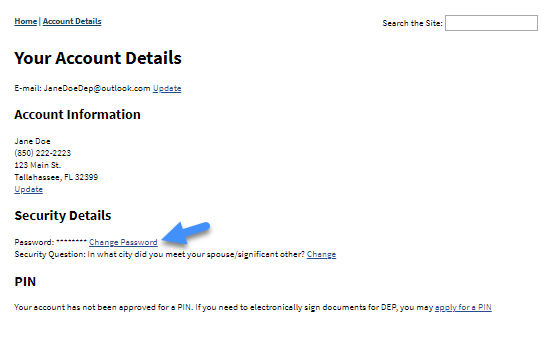 Home | Account Details
Search the Site:
Your Account Details
E-mail: JaneDoeDep@outlook.com Update
Account Information
Jane Doe
(850) 222-2223
123 Main St.
Tallahassee, FL 32399
Update
Security Details
Password: ******** Change Password
Security Question: In what city did you meet your spouse/significant other? Change
PIN
Your account has not been approved for a PIN. If you need to electronically sign documents for DEP, you may apply for a PIN